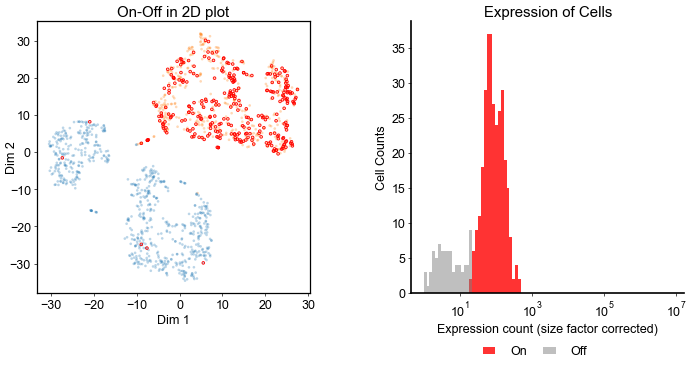 On-Off in 2D plot
Dim 2
30
20
10
0
−10
−20
−30
−30 −20 −10 0 10 20 30
Dim 1
Expression of Cells
Cell Counts
35
30
25
20
15
10
5
0
10^1 10^3 10^5 10^7
Expression count (size factor corrected)
On Off